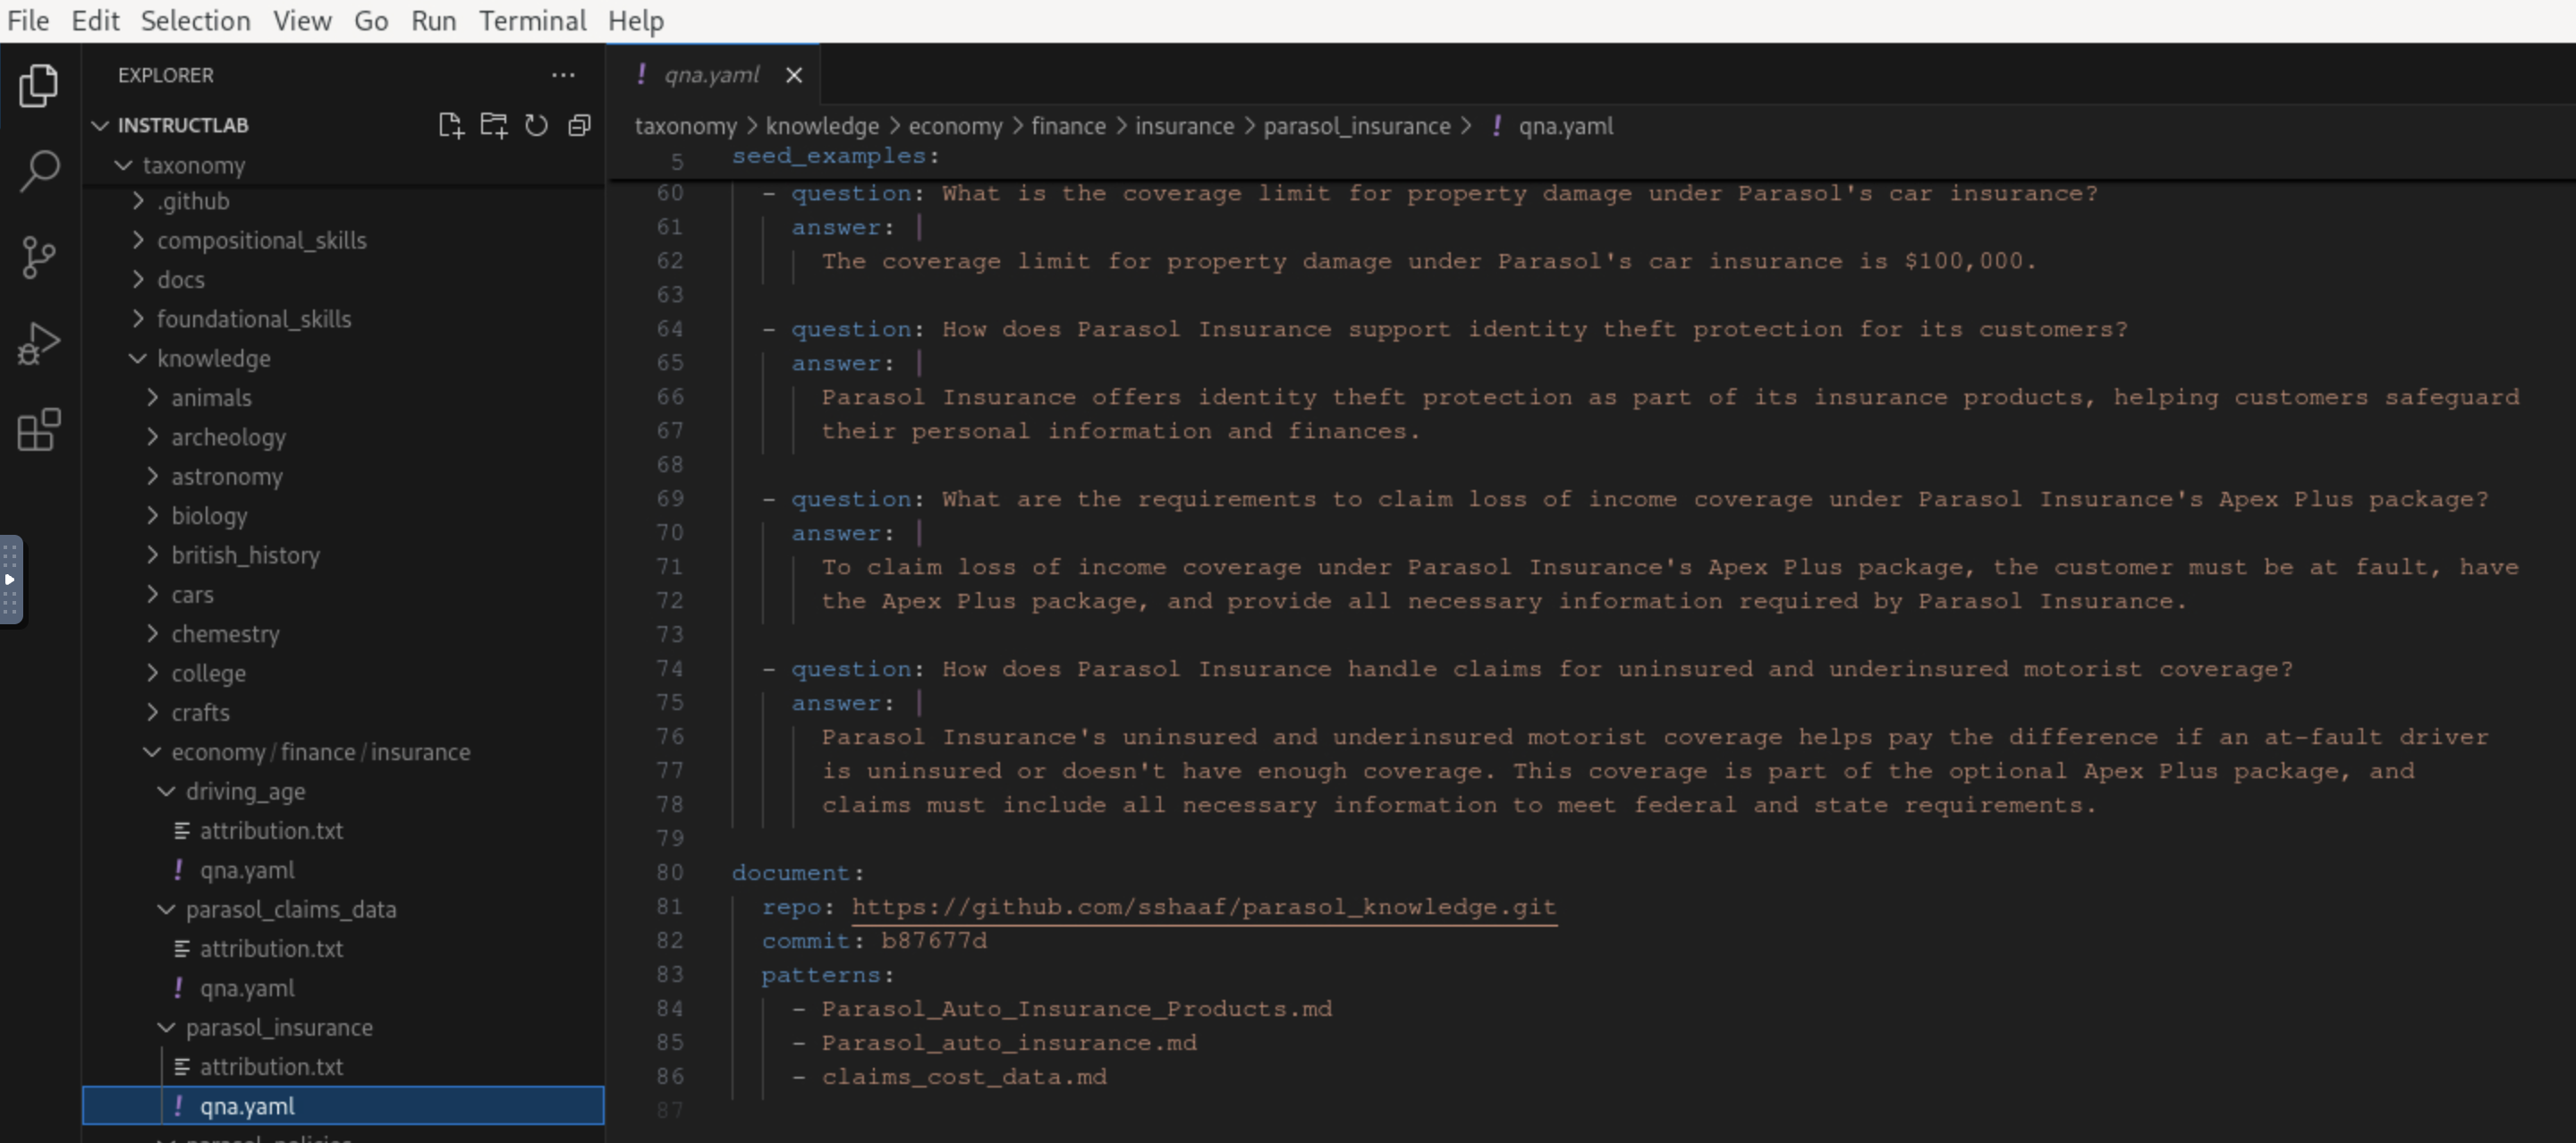 File Edit Selection View Go Run Terminal Help
EXPLORER ...
INSTRUCTLAB
taxonomy
.github
compositional_skills
docs
foundational_skills
knowledge
animals
archeology
astronomy
biology
british_history
cars
chemestry
college
crafts
economy / finance / insurance
driving_age
attribution.txt
! qna.yaml
parasol_claims_data
attribution.txt
! qna.yaml
parasol_insurance
attribution.txt
! qna.yaml
parasol_policies
! qna.yaml ×
taxonomy > knowledge > economy > finance > insurance > parasol_insurance > ! qna.yaml
5 seed_examples:
60 - question: What is the coverage limit for property damage under Parasol's car insurance?
61 answer: |
62 The coverage limit for property damage under Parasol's car insurance is $100,000.
63
64 - question: How does Parasol Insurance support identity theft protection for its customers?
65 answer: |
66 Parasol Insurance offers identity theft protection as part of its insurance products, helping customers safeguard
67 their personal information and finances.
68
69 - question: What are the requirements to claim loss of income coverage under Parasol Insurance's Apex Plus package?
70 answer: |
71 To claim loss of income coverage under Parasol Insurance's Apex Plus package, the customer must be at fault, have
72 the Apex Plus package, and provide all necessary information required by Parasol Insurance.
73
74 - question: How does Parasol Insurance handle claims for uninsured and underinsured motorist coverage?
75 answer: |
76 Parasol Insurance's uninsured and underinsured motorist coverage helps pay the difference if an at-fault driver
77 is uninsured or doesn't have enough coverage. This coverage is part of the optional Apex Plus package, and
78 claims must include all necessary information to meet federal and state requirements.
79
80 document:
81 repo: https://github.com/sshaaf/parasol_knowledge.git
82 commit: b87677d
83 patterns:
84 - Parasol_Auto_Insurance_Products.md
85 - Parasol_auto_insurance.md
86 - claims_cost_data.md
87